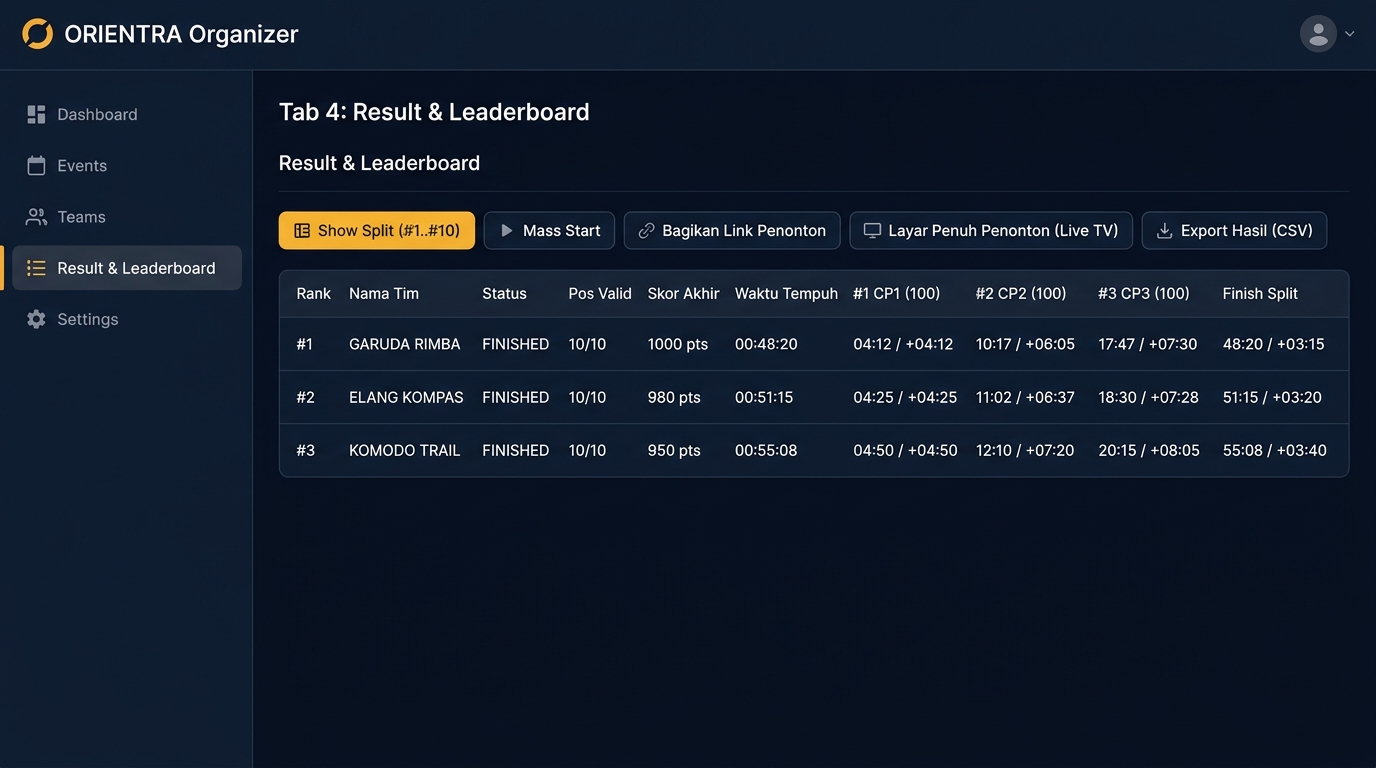 ORIENTRA Organizer
Dashboard
Events
Teams
Result & Leaderboard
Settings
Tab 4: Result & Leaderboard
Result & Leaderboard
Show Split (#1..#10) Mass Start Bagikan Link Penonton Layar Penuh Penonton (Live TV) Export Hasil (CSV)
Rank Nama Tim Status Pos Valid Skor Akhir Waktu Tempuh #1 CP1 (100) #2 CP2 (100) #3 CP3 (100) Finish Split
#1 GARUDA RIMBA FINISHED 10/10 1000 pts 00:48:20 04:12 / +04:12 10:17 / +06:05 17:47 / +07:30 48:20 / +03:15
#2 ELANG KOMPAS FINISHED 10/10 980 pts 00:51:15 04:25 / +04:25 11:02 / +06:37 18:30 / +07:28 51:15 / +03:20
#3 KOMODO TRAIL FINISHED 10/10 950 pts 00:55:08 04:50 / +04:50 12:10 / +07:20 20:15 / +08:05 55:08 / +03:40